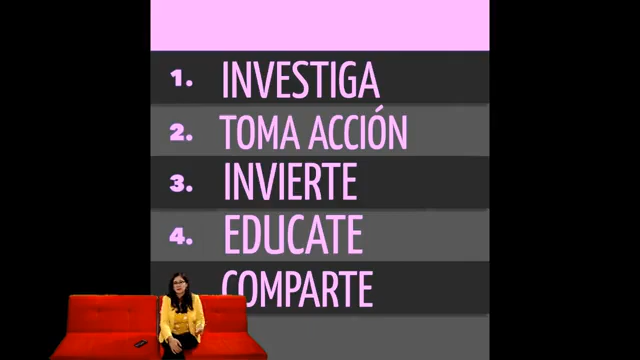 1. INVESTIGA
2. TOMA ACCIÓN
3. INVIERTE
4. EDUCATE
COMPARTE